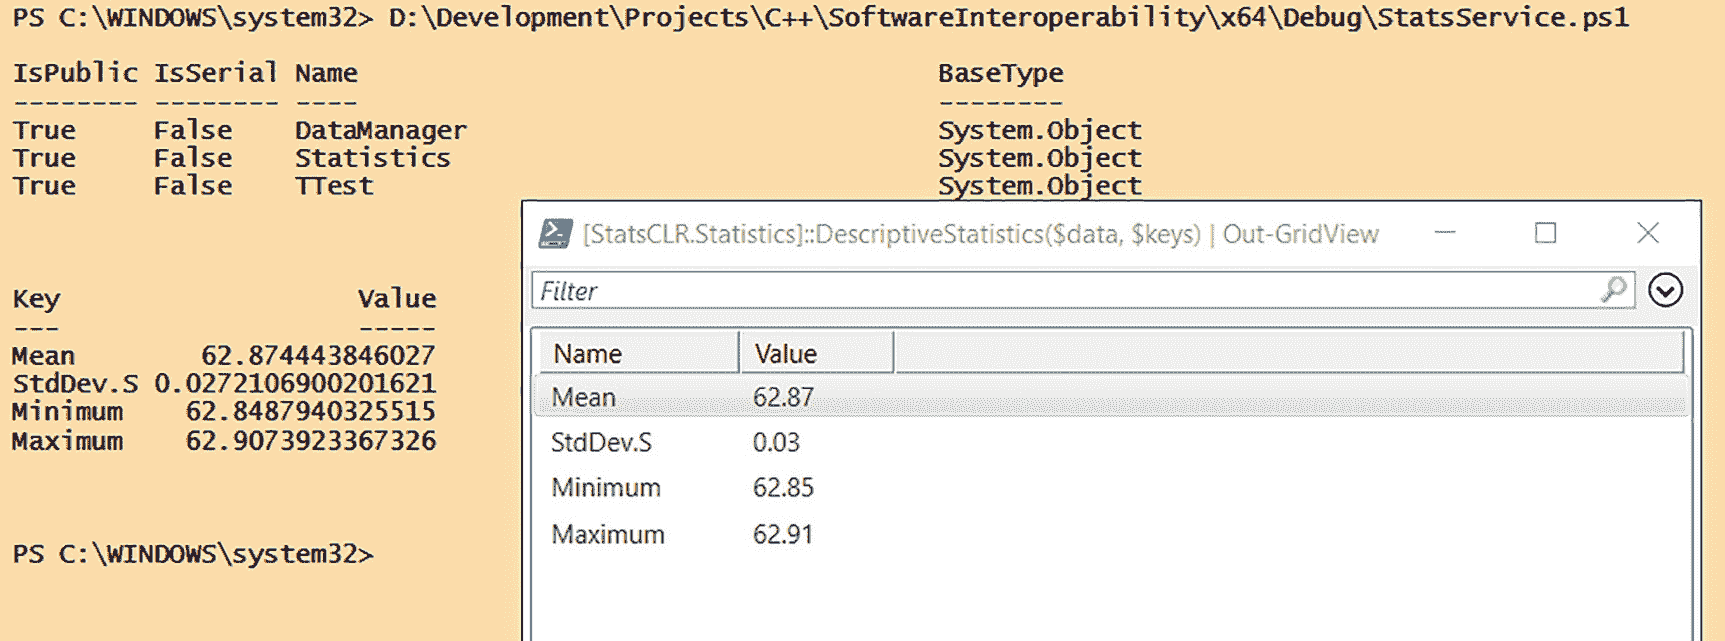 PS C:\WINDOWS\system32> D:\Development\Projects\C++\SoftwareInteroperability\x64\Debug\StatsService.ps1
IsPublic IsSerial Name BaseType
-------- -------- ---- --------
True False DataManager System.Object
True False Statistics System.Object
True False TTest System.Object
Key Value
--- -----
Mean 62.874443846027
StdDev.S 0.0272106900201621
Minimum 62.8487940325515
Maximum 62.9073923367326
PS C:\WINDOWS\system32>
[StatsCLR.Statistics]::DescriptiveStatistics($data, $keys) | Out-GridView
Filter
Name Value
Mean 62.87
StdDev.S 0.03
Minimum 62.85
Maximum 62.91